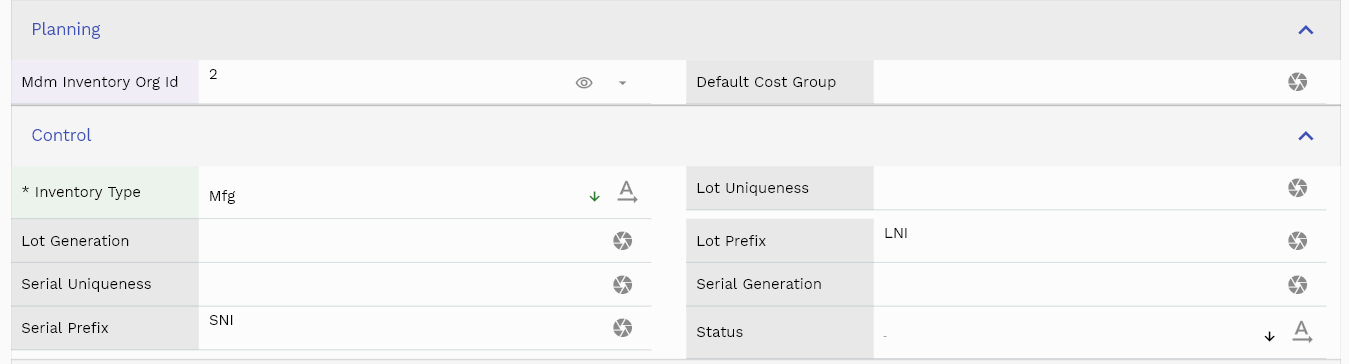 Planning
Mdm Inventory Org Id 2 Default Cost Group
Control
* Inventory Type Mfg Lot Uniqueness
Lot Generation Lot Prefix LNI
Serial Uniqueness Serial Generation
Serial Prefix SNI Status -